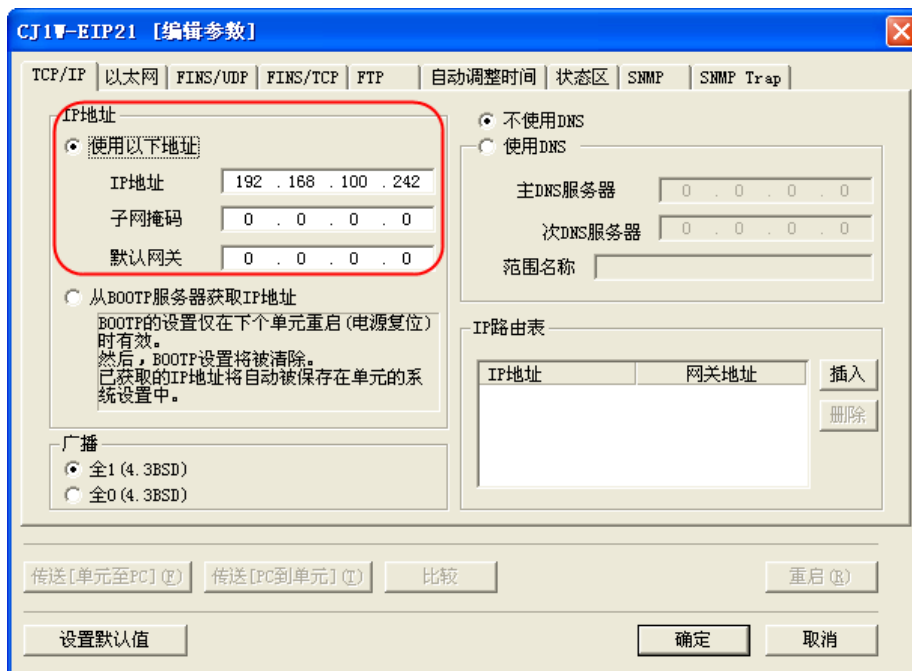 CJ1W-EIP21 [编辑参数]
TCP/IP 以太网 FINS/UDP FINS/TCP FTP 自动调整时间 状态区 SNMP SNMP Trap
IP地址
使用以下地址
IP地址 192 . 168 . 100 . 242
子网掩码 0 . 0 . 0 . 0
默认网关 0 . 0 . 0 . 0
从BOOTP服务器获取IP地址
BOOTP的设置仅在下个单元重启(电源复位)
时有效。
然后,BOOTP设置将被清除。
已获取的IP地址将自动被保存在单元的系
统设置中。
广播
全1(4.3BSD)
全0(4.3BSD)
不使用DNS
使用DNS
主DNS服务器 0 . 0 . 0 . 0
次DNS服务器 0 . 0 . 0 . 0
范围名称
IP路由表
IP地址 网关地址
插入
删除
传送[单元至PC](F) 传送[PC到单元](T) 比较 重启(R)
设置默认值 确定 取消